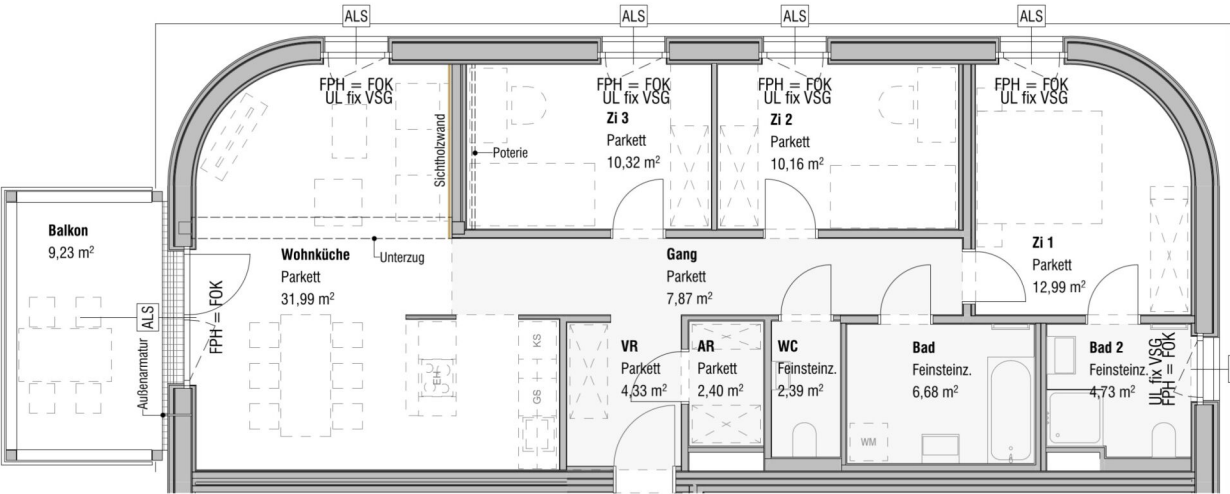 ALS
ALS
ALS
ALS
FPH = FOK
UL fix VSG
FPH = FOK
UL fix VSG
FPH = FOK
UL fix VSG
FPH = FOK
UL fix VSG
Sichtholzwand
Zi 3
Parkett
10,32 m²
Poterie
Zi 2
Parkett
10,16 m²
Zi 1
Parkett
12,99 m²
Balkon
9,23 m²
ALS
Außenarmatur
FPH = FOK
Wohnküche
Parkett
31,99 m²
Unterzug
Gang
Parkett
7,87 m²
EH
KS
GS
VR
Parkett
4,33 m²
AR
Parkett
2,40 m²
WC
Feinsteinz.
2,39 m²
Bad
Feinsteinz.
6,68 m²
WM
Bad 2
Feinsteinz.
4,73 m²
UL fix VSG
FPH = FOK